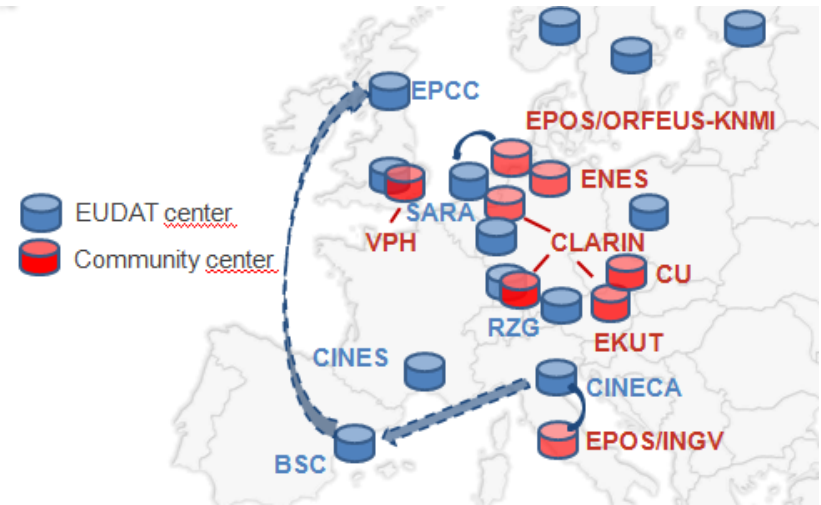 EPCC
EPOS/ORFEUS-KNMI
ENES
EUDAT center
SARA
VPH
CLARIN
Community center
CU
RZG
EKUT
CINES
CINECA
EPOS/INGV
BSC